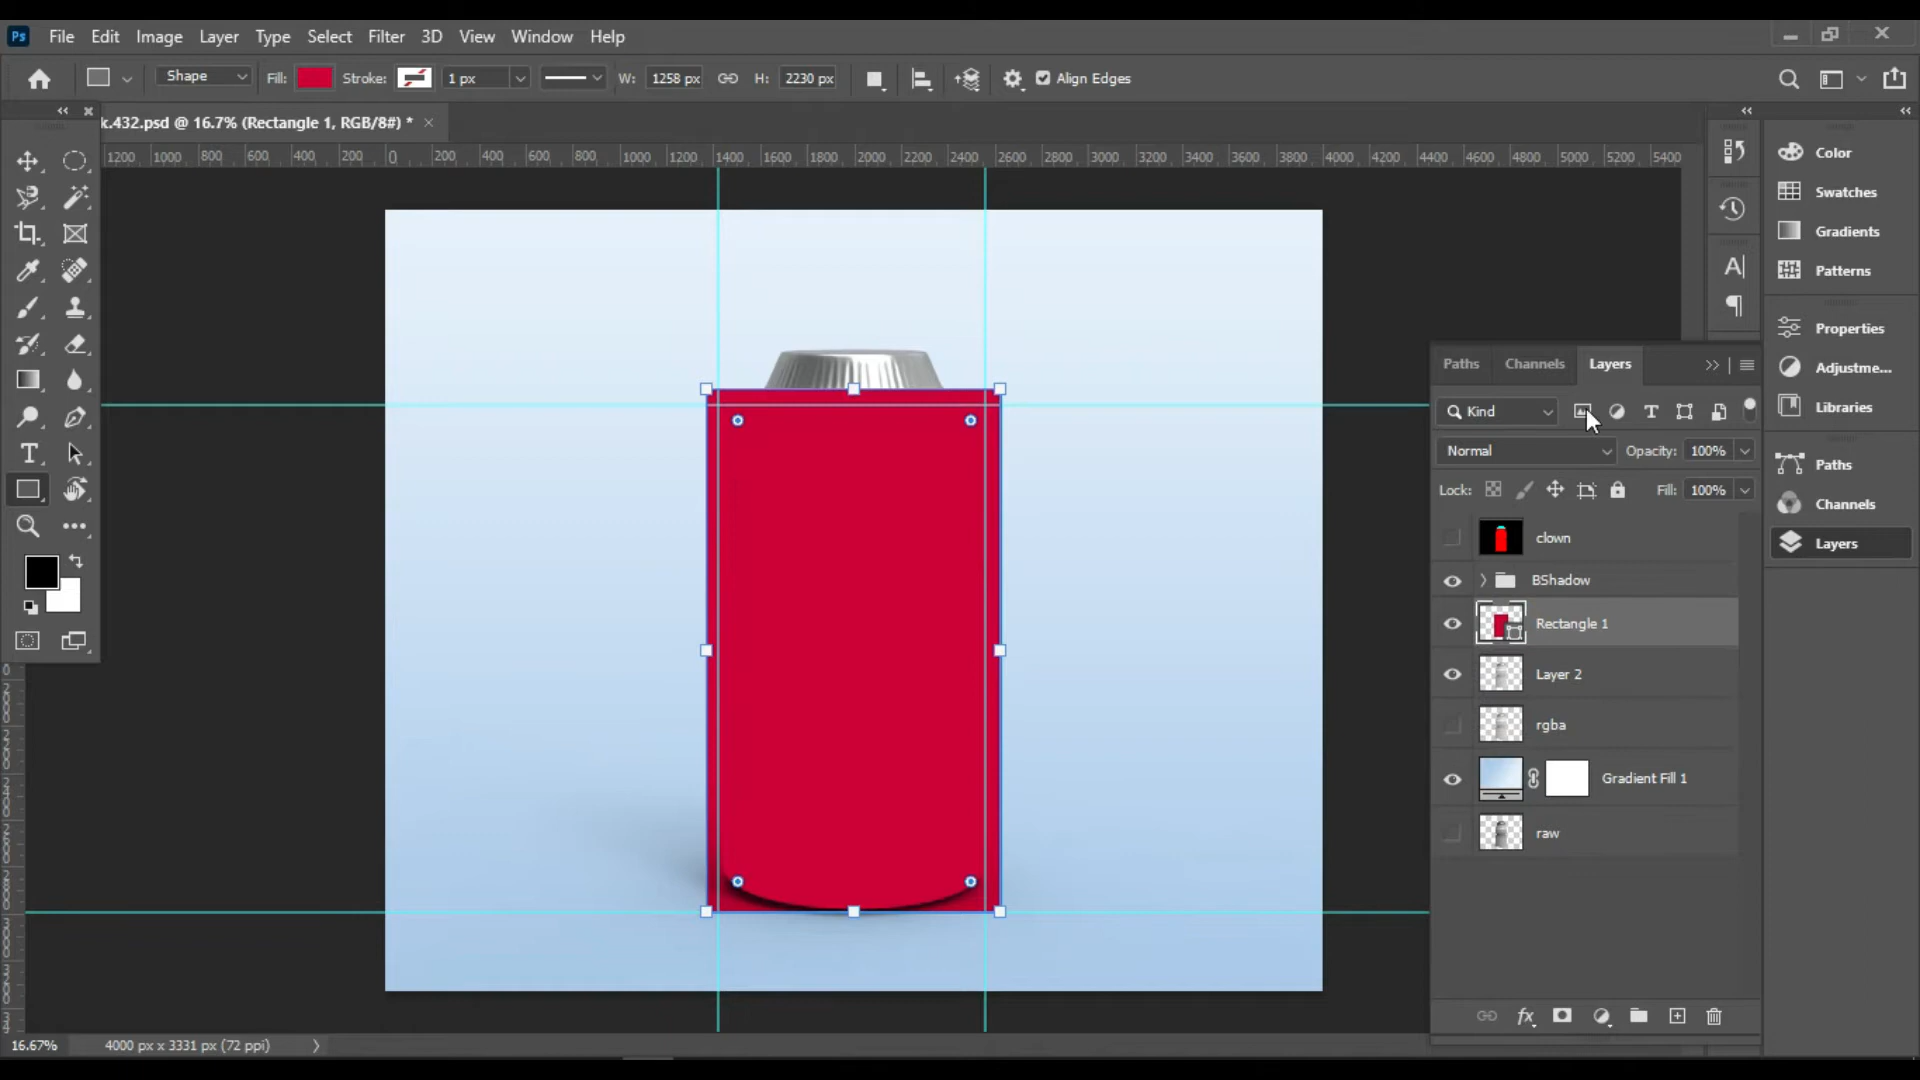 Ps File Edit Image Layer Type Select Filter 3D View Window Help
Shape Fill: Stroke: 1 px W: 1258 px H: 2230 px Align Edges
k.432.psd @ 16.7% (Rectangle 1, RGB/8#) * ×
1200 1000 800 600 400 200 0 200 400 600 800 1000 1200 1400 1600 1800 2000 2200 2400 2600 2800 3000 3200 3400 3600 3800 4000 4200 4400 4600 4800 5000 5200 5400
Color
Swatches
Gradients
Patterns
Properties
Adjustme...
Libraries
Paths
Channels
Layers
Paths Channels Layers
Kind
Normal Opacity: 100%
Lock: Fill: 100%
clown
BShadow
Rectangle 1
Layer 2
rgba
Gradient Fill 1
raw
fx
16.67% 4000 px x 3331 px (72 ppi)